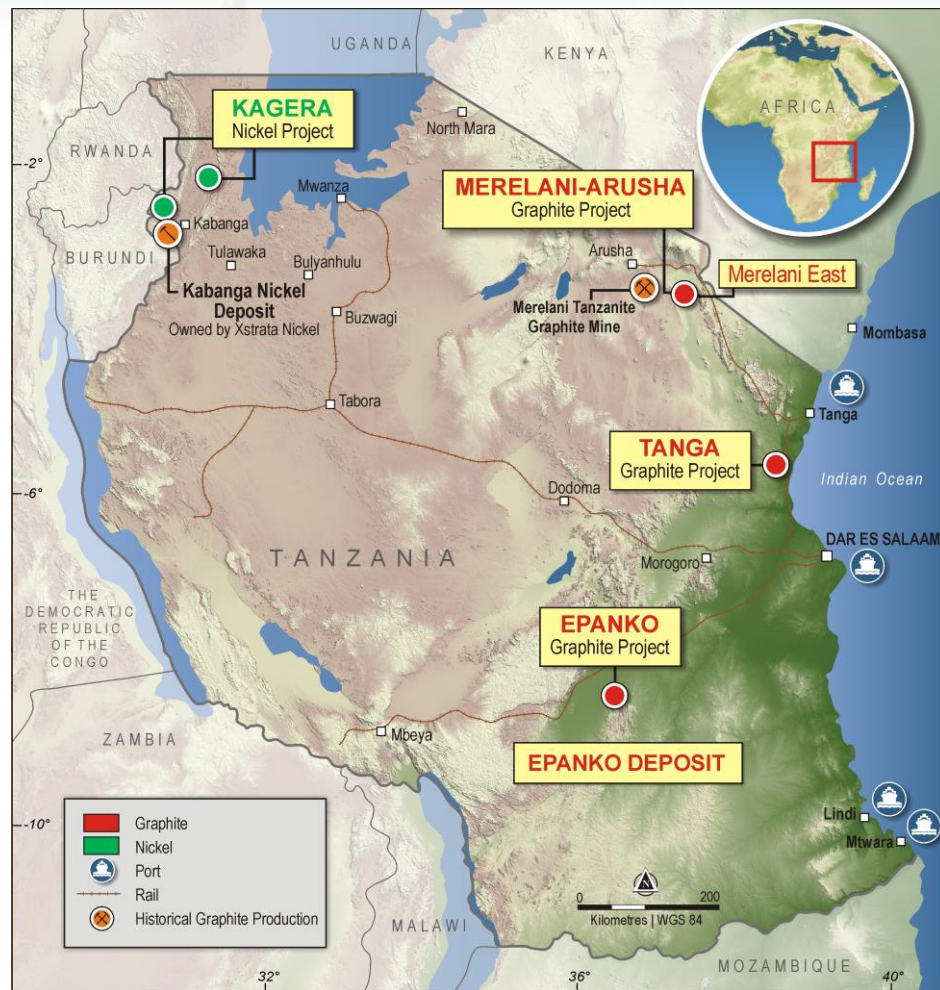 UGANDA
KENYA
AFRICA
KAGERA
Nickel Project
North Mara
RWANDA
-2°
Mwanza
MERELANI-ARUSHA
Graphite Project
Kabanga
BURUNDI
Tulawaka
Bulyanhulu
Arusha
Merelani East
Kabanga Nickel
Deposit
Owned by Xstrata Nickel
Buzwagi
Merelani Tanzanite
Graphite Mine
Mombasa
Tabora
Tanga
TANGA
Graphite Project
-6°
Dodoma
Indian Ocean
TANZANIA
Morogoro
DAR ES SALAAM
THE
DEMOCRATIC
REPUBLIC
OF THE
CONGO
EPANKO
Graphite Project
ZAMBIA
Mbeya
EPANKO DEPOSIT
-10°
Graphite
Nickel
Port
Rail
Historical Graphite Production
Lindi
Mtwara
N
0
200
Kilometres | WGS 84
MALAWI
MOZAMBIQUE
32°
36°
40°